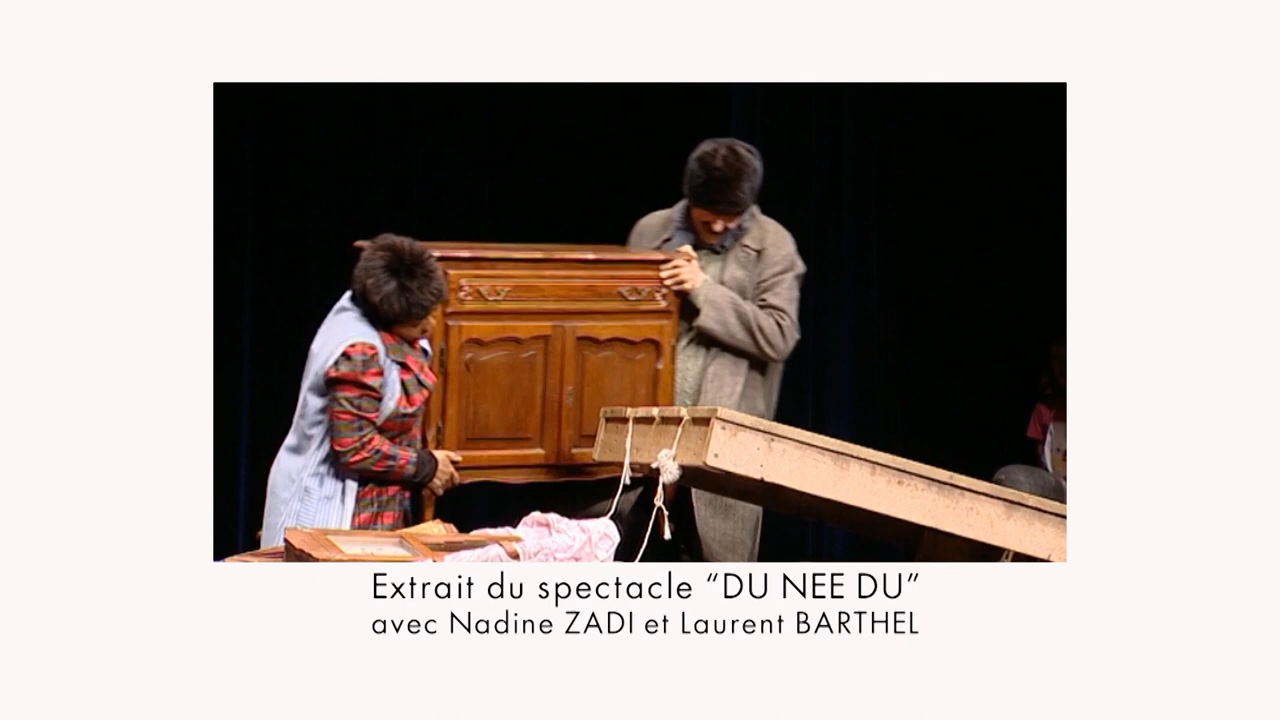 Extrait du spectacle “DU NEE DU”
avec Nadine ZADI et Laurent BARTHEL